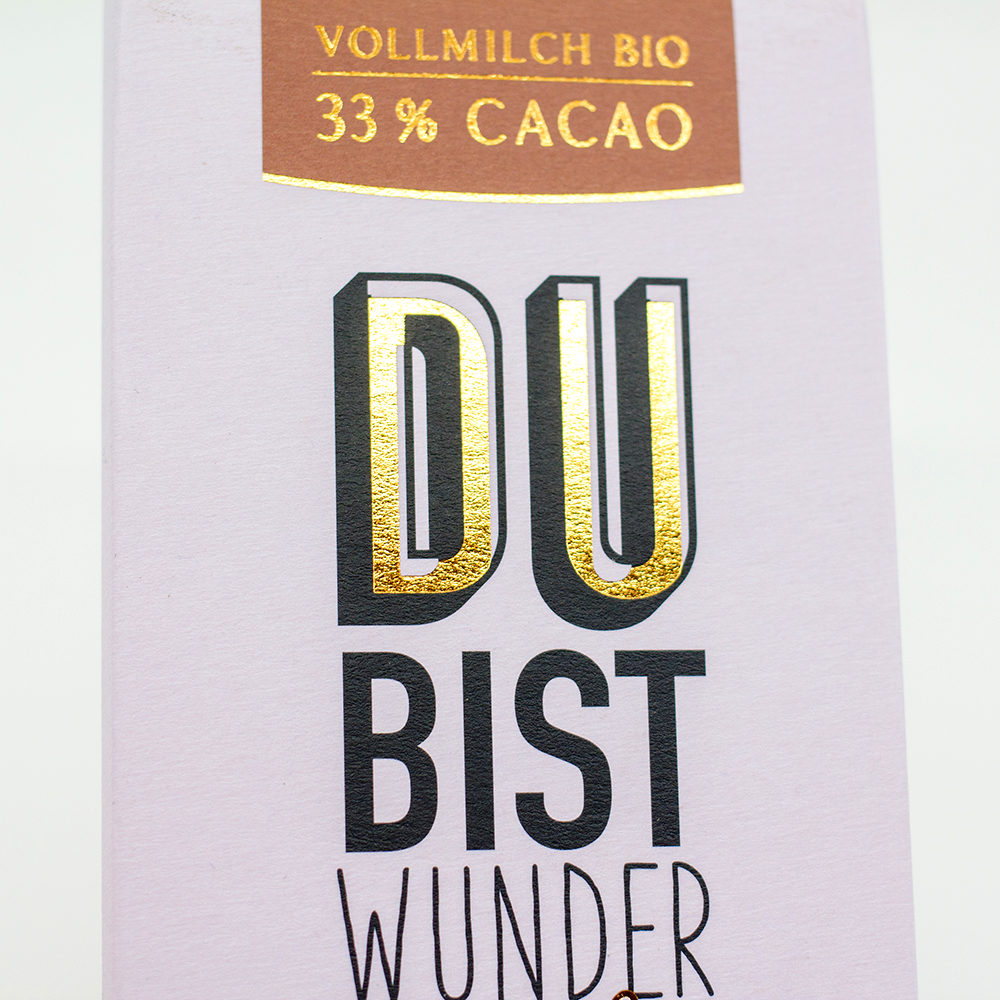 VOLLMILCH BIO
33% CACAO
DU
BIST
WUNDER